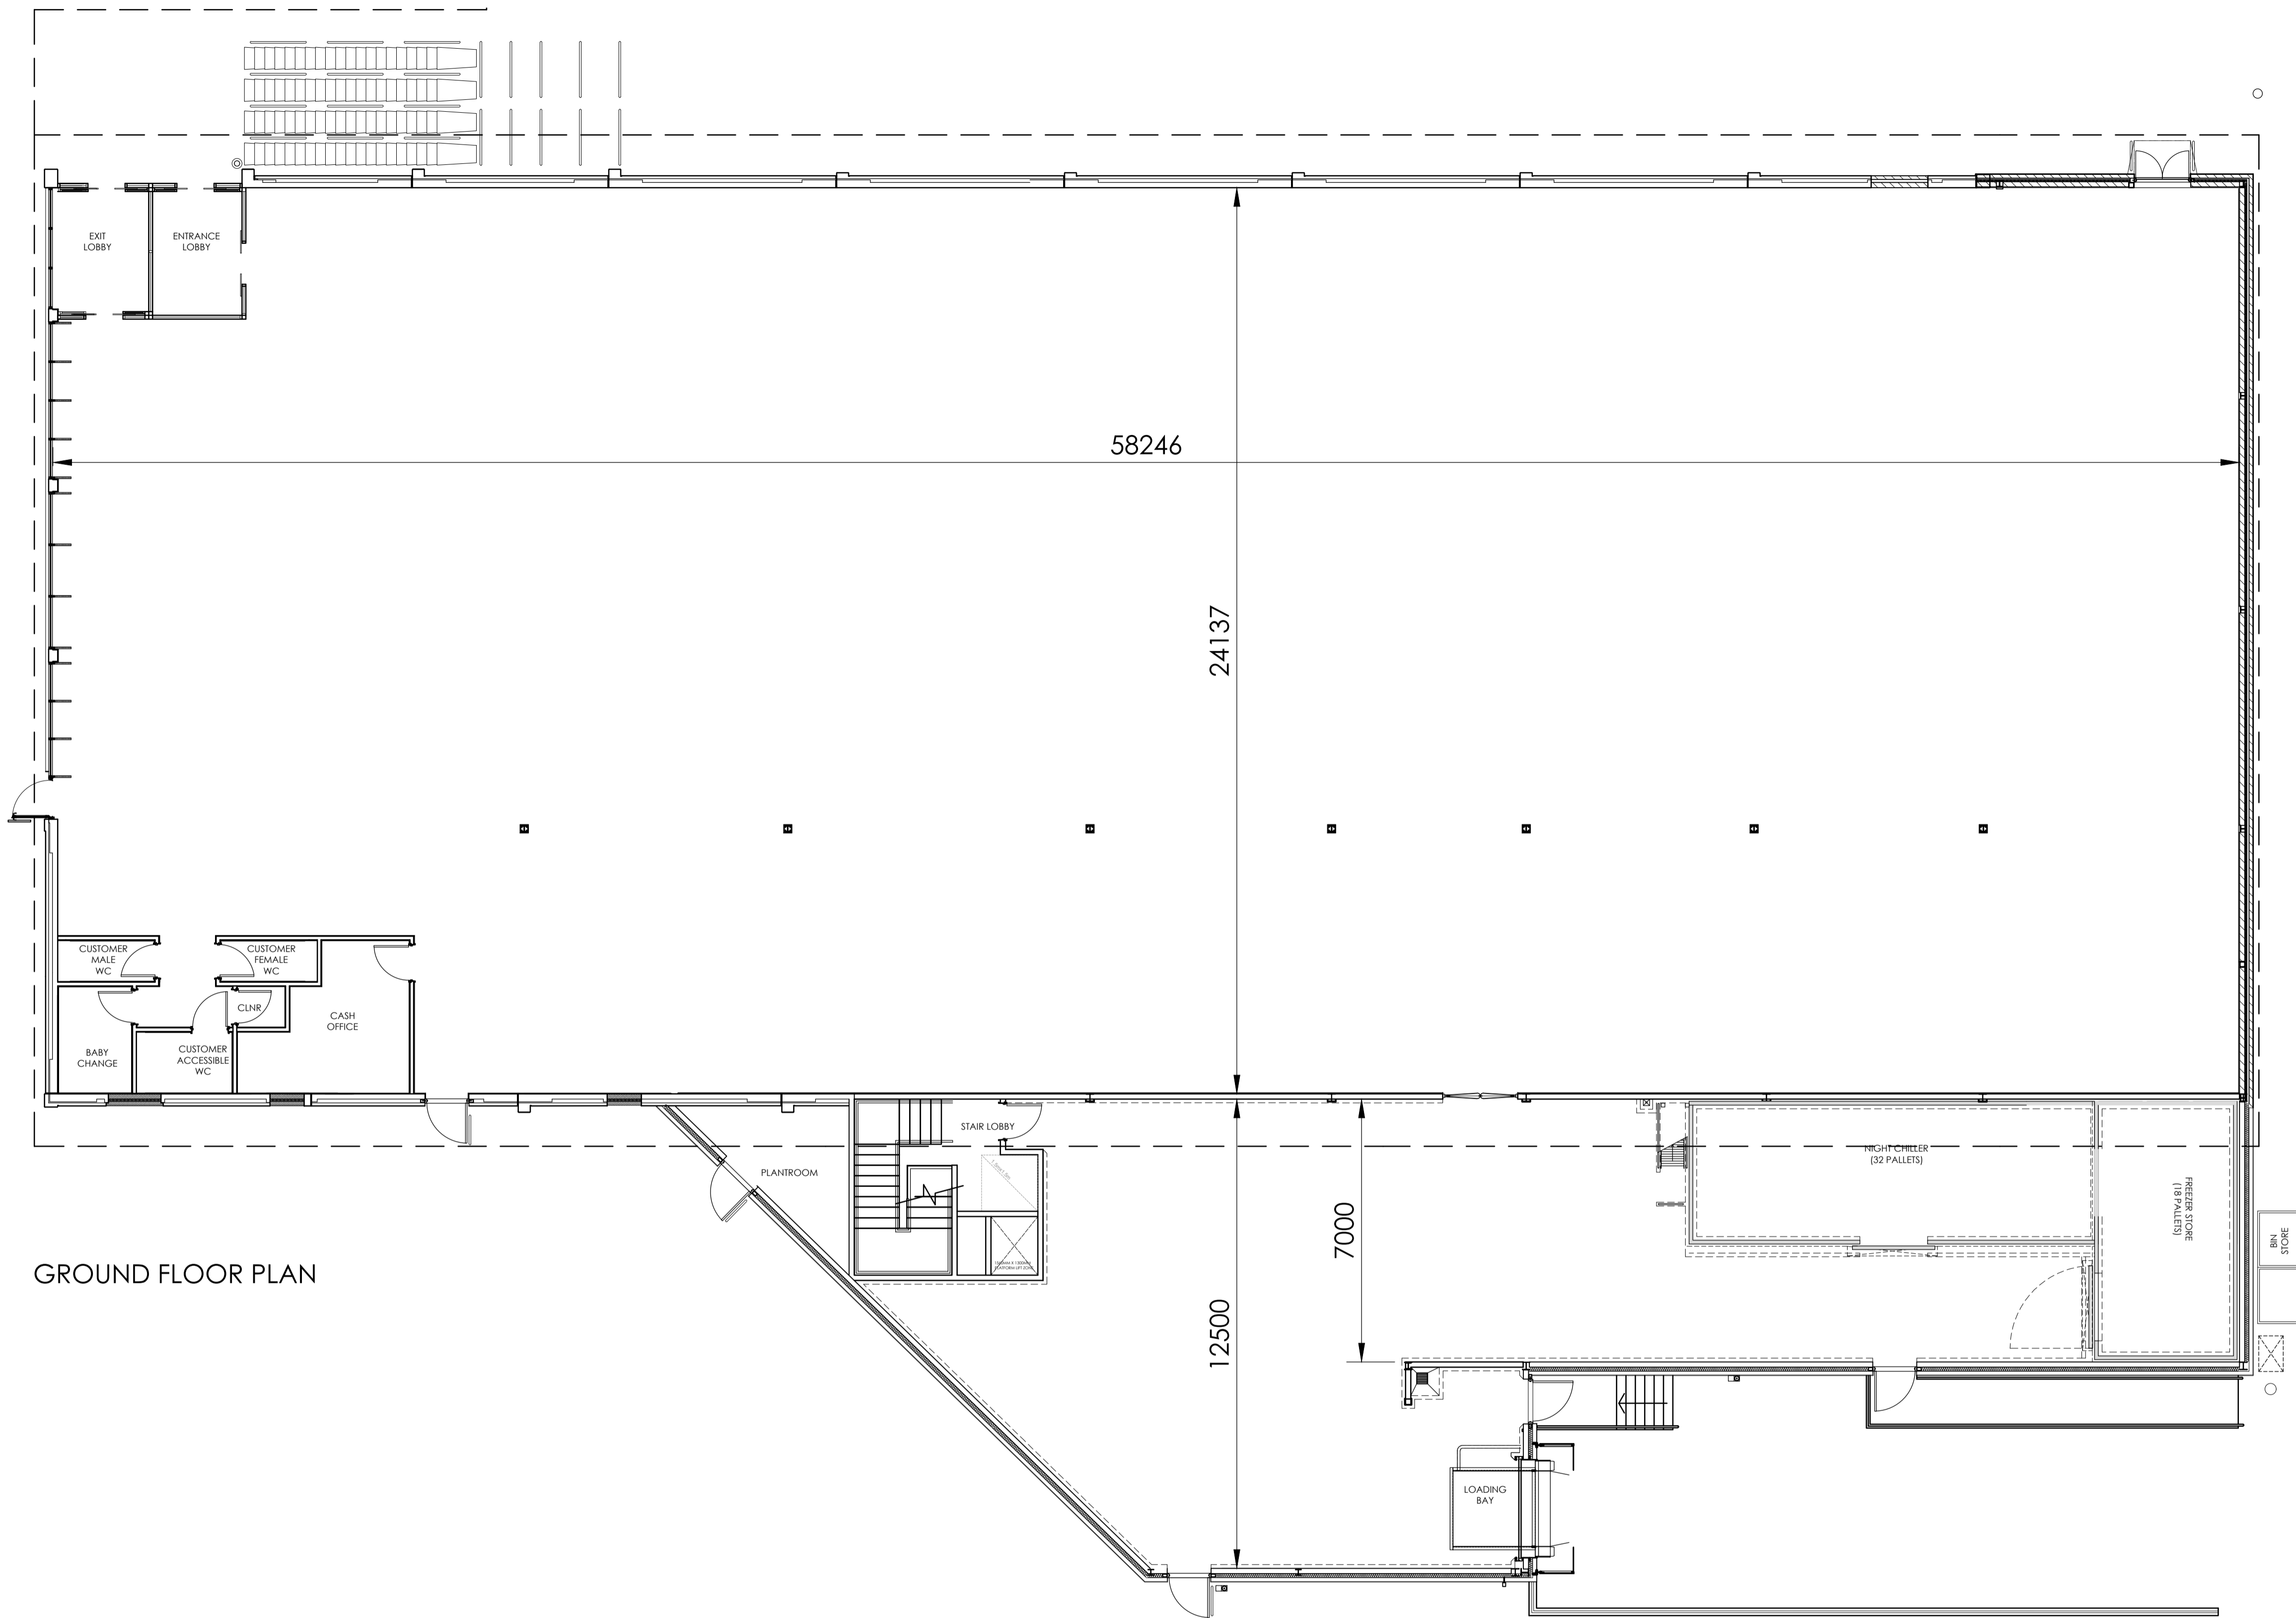 EXIT
LOBBY
ENTRANCE
LOBBY
58246
24137
CUSTOMER
MALE
WC
CUSTOMER
FEMALE
WC
CLNR
CASH
OFFICE
BABY
CHANGE
CUSTOMER
ACCESSIBLE
WC
STAIR LOBBY
PLANTROOM
NIGHT CHILLER
(32 PALLETS)
FREEZER STORE
(18 PALLETS)
BIN
STORE
7000
12500
GROUND FLOOR PLAN
LOADING
BAY